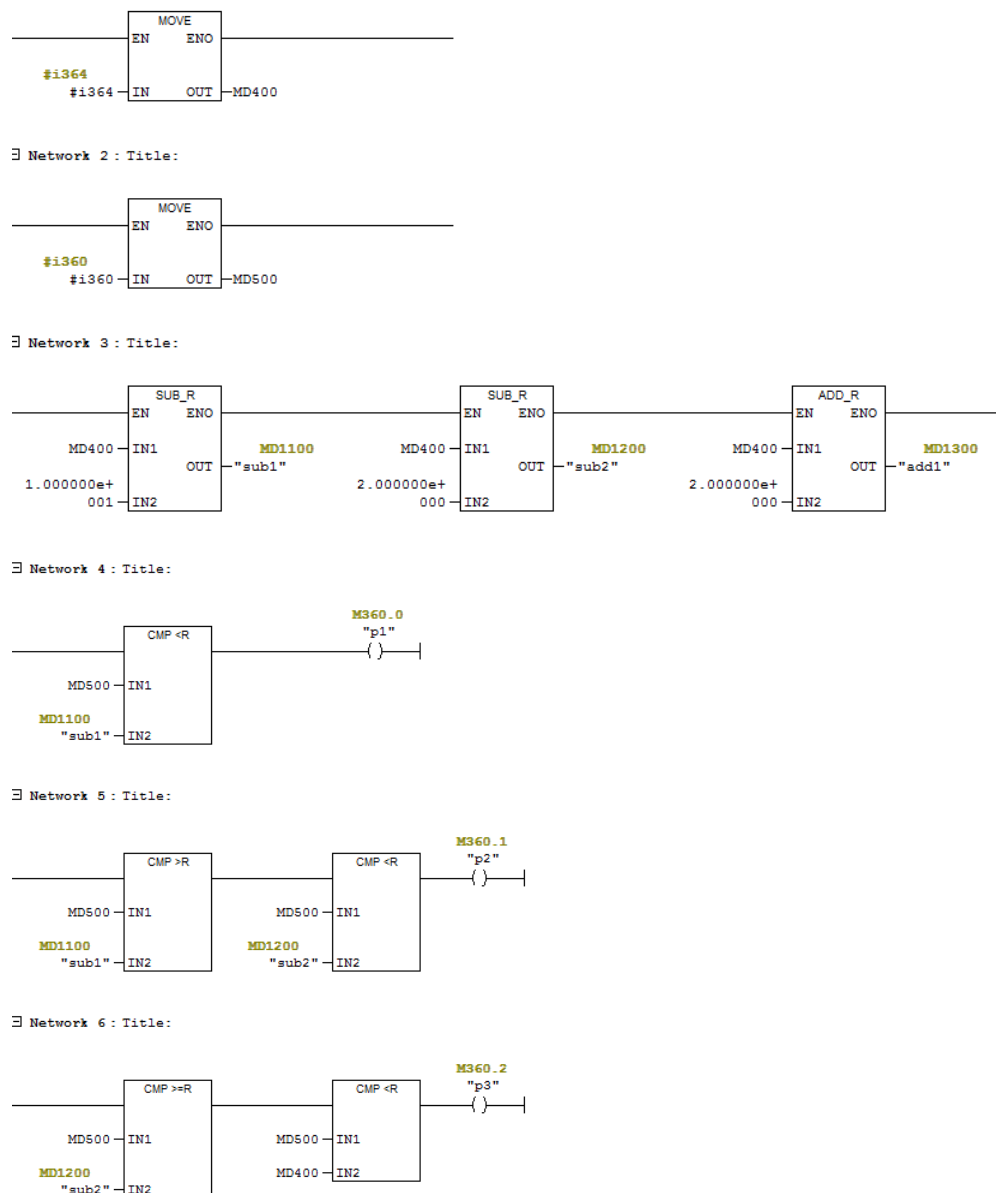 MOVE
EN ENO
#i364
#i364 IN OUT MD400
Network 2 : Title:
MOVE
EN ENO
#i360
#i360 IN OUT MD500
Network 3 : Title:
SUB_R SUB_R ADD_R
EN ENO EN ENO EN ENO
MD400 IN1 MD1100 MD400 IN1 MD1200 MD400 IN1 MD1300
OUT "sub1" OUT "sub2" OUT "add1"
1.000000e+ 2.000000e+ 2.000000e+
001 IN2 000 IN2 000 IN2
Network 4 : Title:
M360.0
CMP <R "p1"
( )
MD500 IN1
MD1100
"sub1" IN2
Network 5 : Title:
M360.1
CMP >R CMP <R "p2"
( )
MD500 IN1 MD500 IN1
MD1100 MD1200
"sub1" IN2 "sub2" IN2
Network 6 : Title:
M360.2
CMP >=R CMP <R "p3"
( )
MD500 IN1 MD500 IN1
MD1200 MD400 IN2
"sub2" IN2